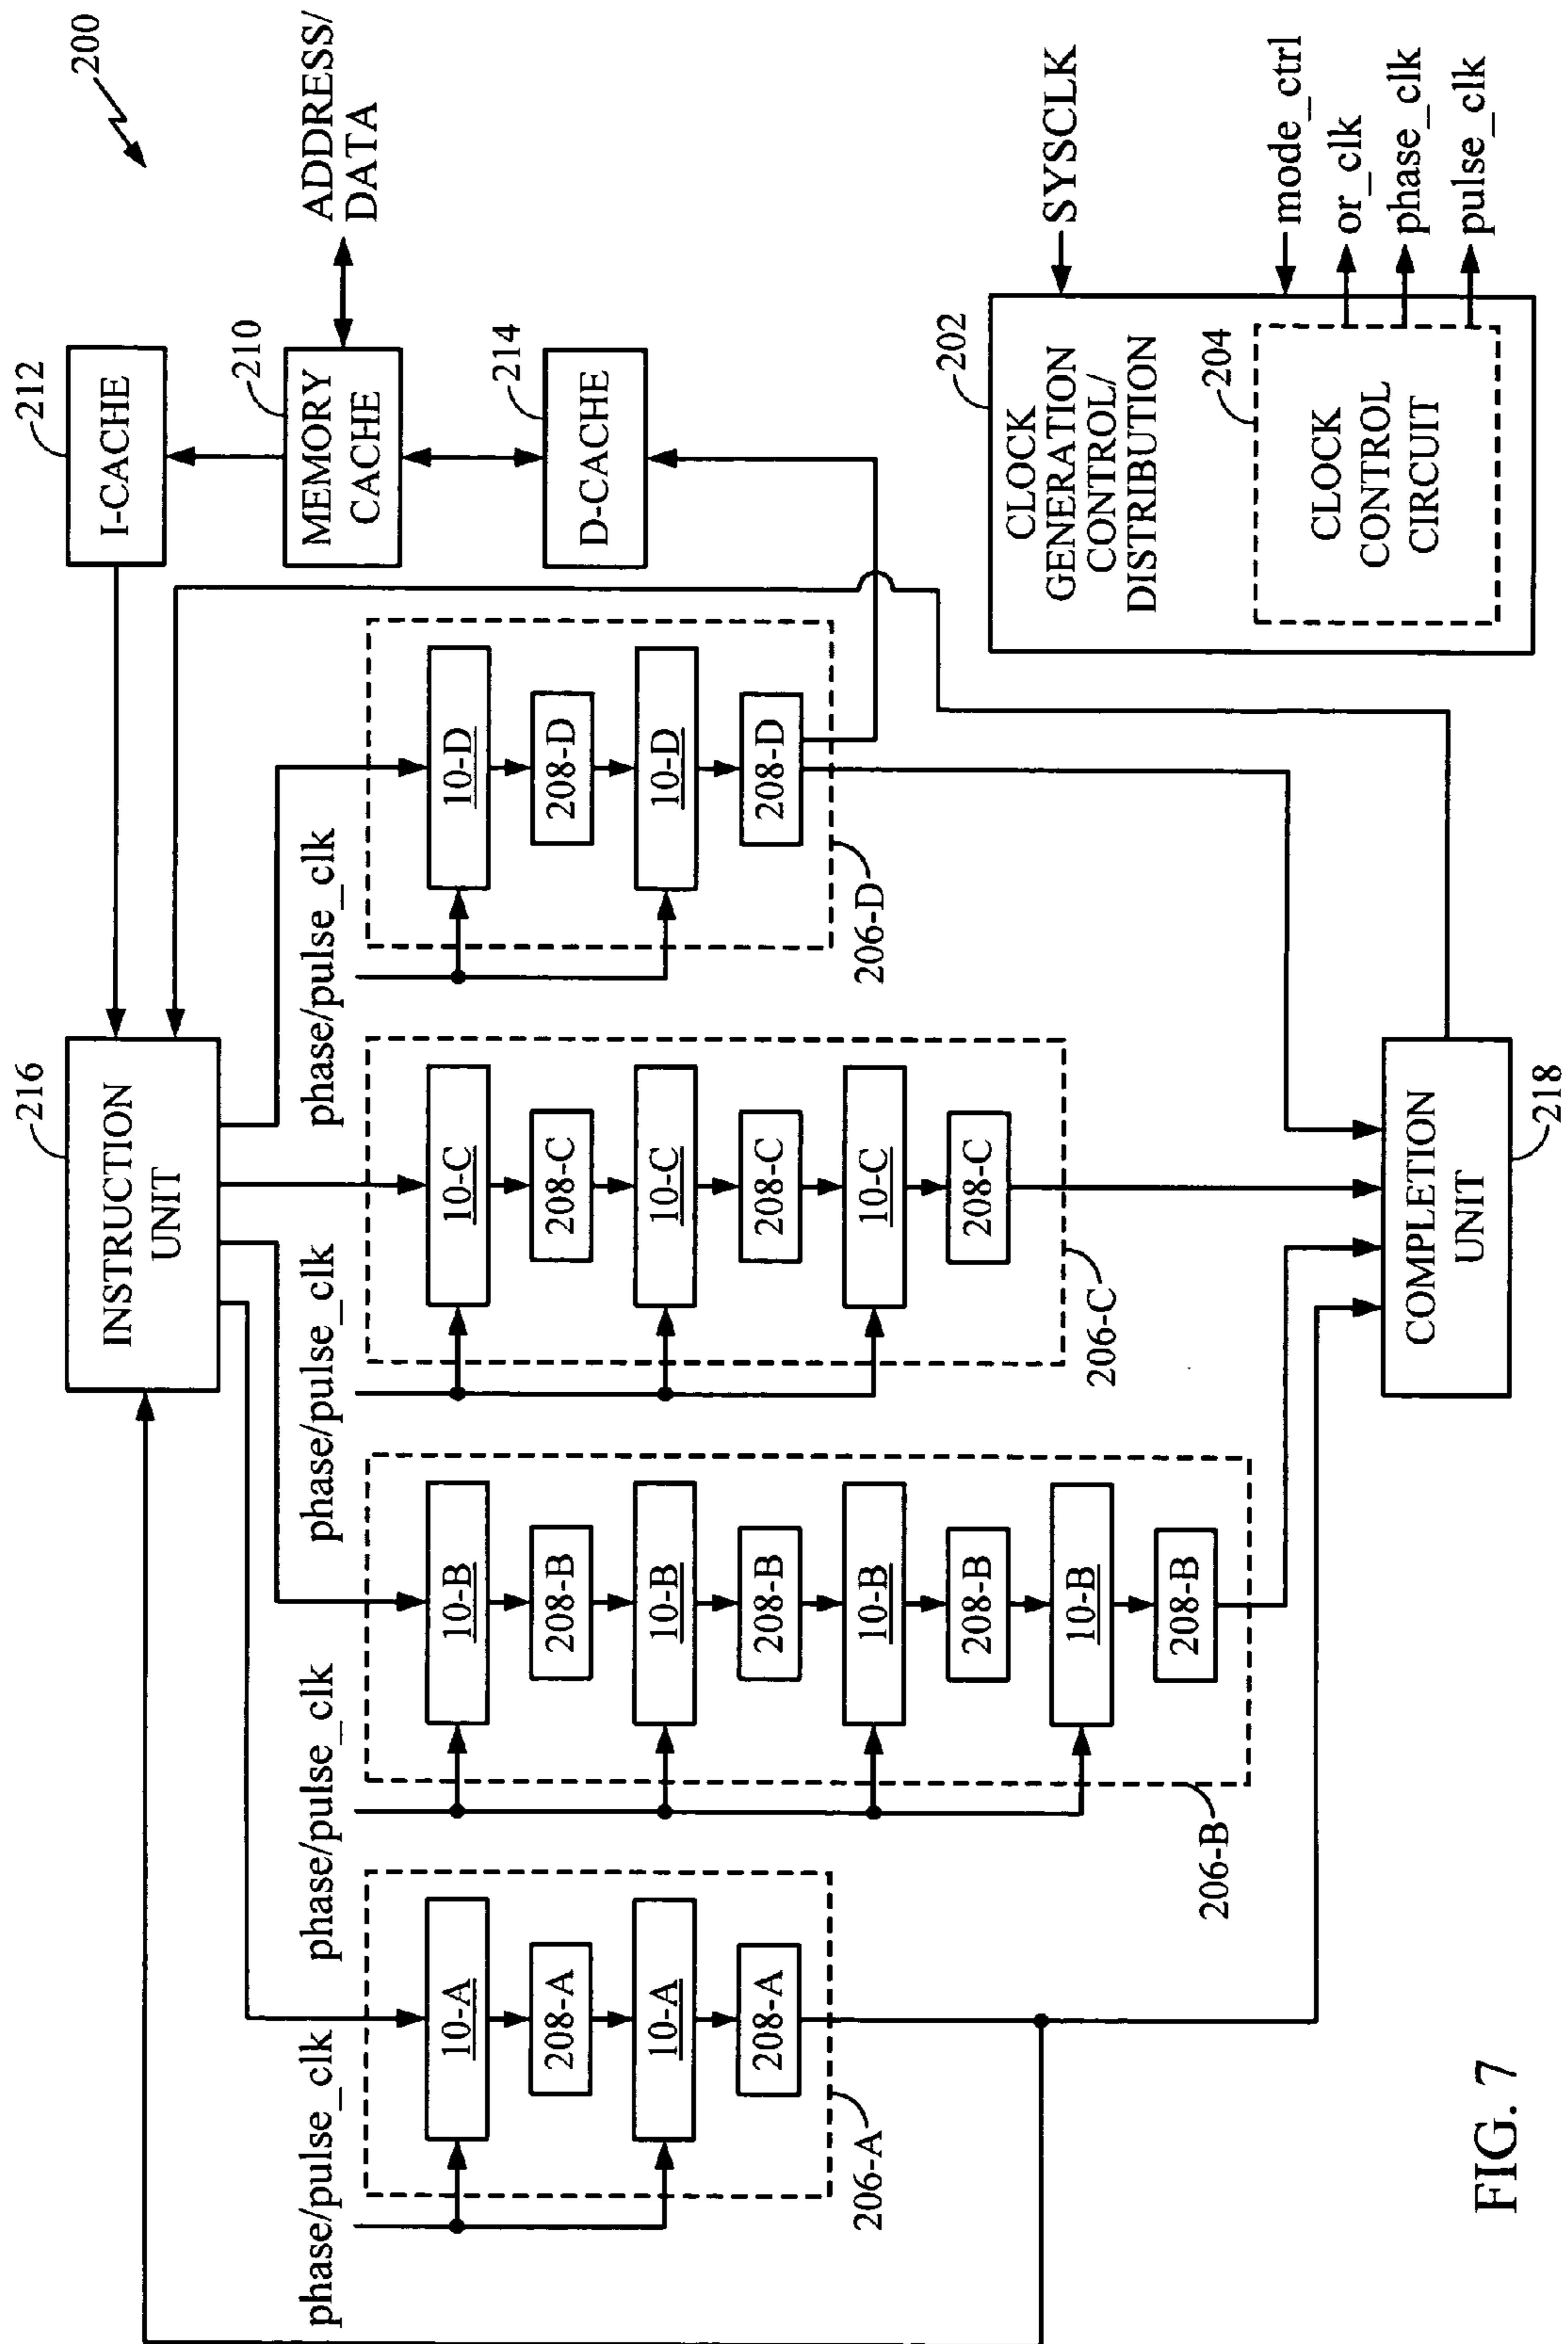 200
216
INSTRUCTION
UNIT
212
I-CACHE
210
MEMORY
CACHE
ADDRESS/
DATA
214
D-CACHE
phase/pulse_clk
phase/pulse_clk
phase/pulse_clk
phase/pulse_clk
10-A
208-A
10-A
208-A
206-A
10-B
208-B
10-B
208-B
10-B
208-B
10-B
208-B
206-B
10-C
208-C
10-C
208-C
10-C
208-C
206-C
10-D
208-D
10-D
208-D
206-D
202
CLOCK
GENERATION
CONTROL/
DISTRIBUTION
204
CLOCK
CONTROL
CIRCUIT
SYSCLK
mode_ctrl
or_clk
phase_clk
pulse_clk
COMPLETION
UNIT
218
FIG. 7